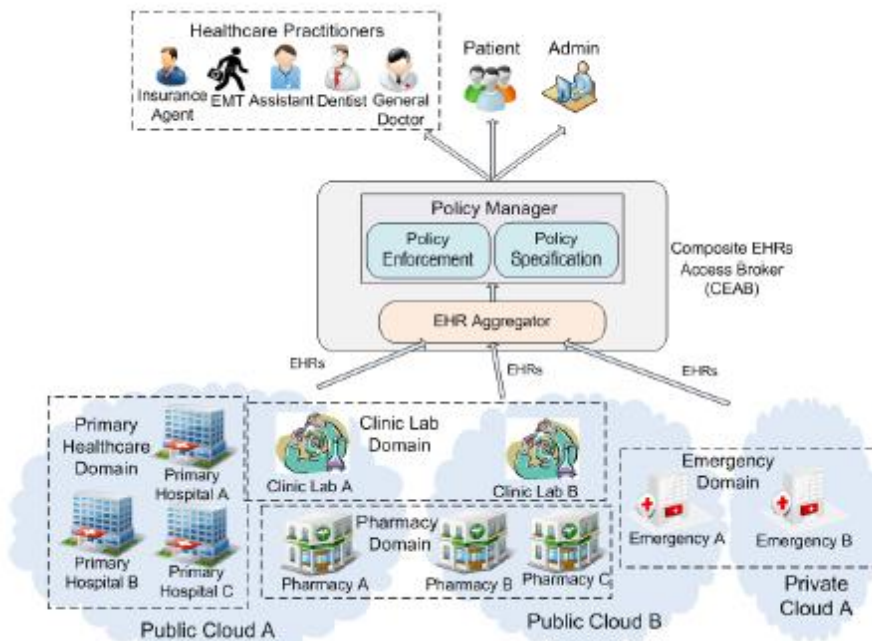 Healthcare Practitioners
Insurance
Agent
EMT
Assistant
Dentist
General
Doctor
Patient
Admin
Policy Manager
Policy
Enforcement
Policy
Specification
Composite EHRs
Access Broker
(CEAB)
EHR Aggregator
EHRs
EHRs
EHRs
Primary
Healthcare
Domain
Primary
Hospital A
Primary
Hospital B
Primary
Hospital C
Clinic Lab
Domain
Clinic Lab A
Clinic Lab B
Pharmacy
Domain
Pharmacy A
Pharmacy B
Pharmacy C
Emergency
Domain
Emergency A
Emergency B
Public Cloud A
Public Cloud B
Private
Cloud A